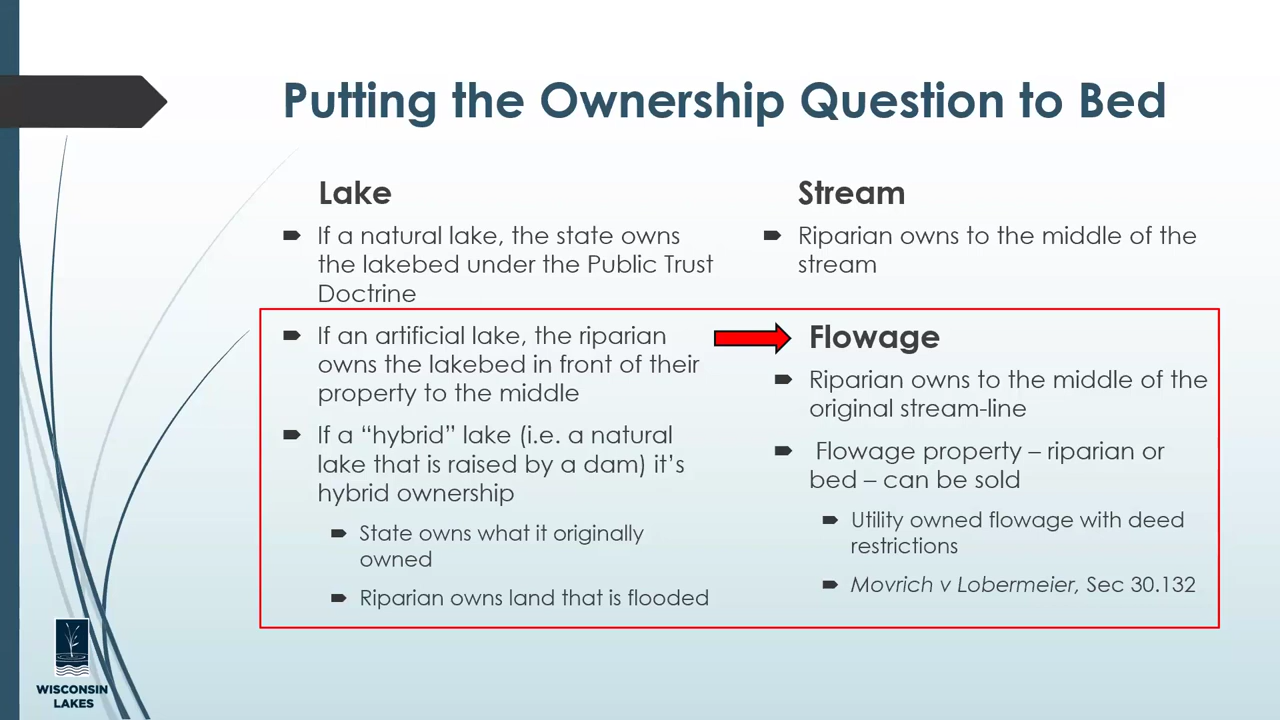 Putting the Ownership Question to Bed
Lake
If a natural lake, the state owns
the lakebed under the Public Trust
Doctrine
If an artificial lake, the riparian
owns the lakebed in front of their
property to the middle
If a “hybrid” lake (i.e. a natural
lake that is raised by a dam) it’s
hybrid ownership
State owns what it originally
owned
Riparian owns land that is flooded
Stream
Riparian owns to the middle of the
stream
Flowage
Riparian owns to the middle of the
original stream-line
Flowage property – riparian or
bed – can be sold
Utility owned flowage with deed
restrictions
Movrich v Lobermeier, Sec 30.132
WISCONSIN
LAKES